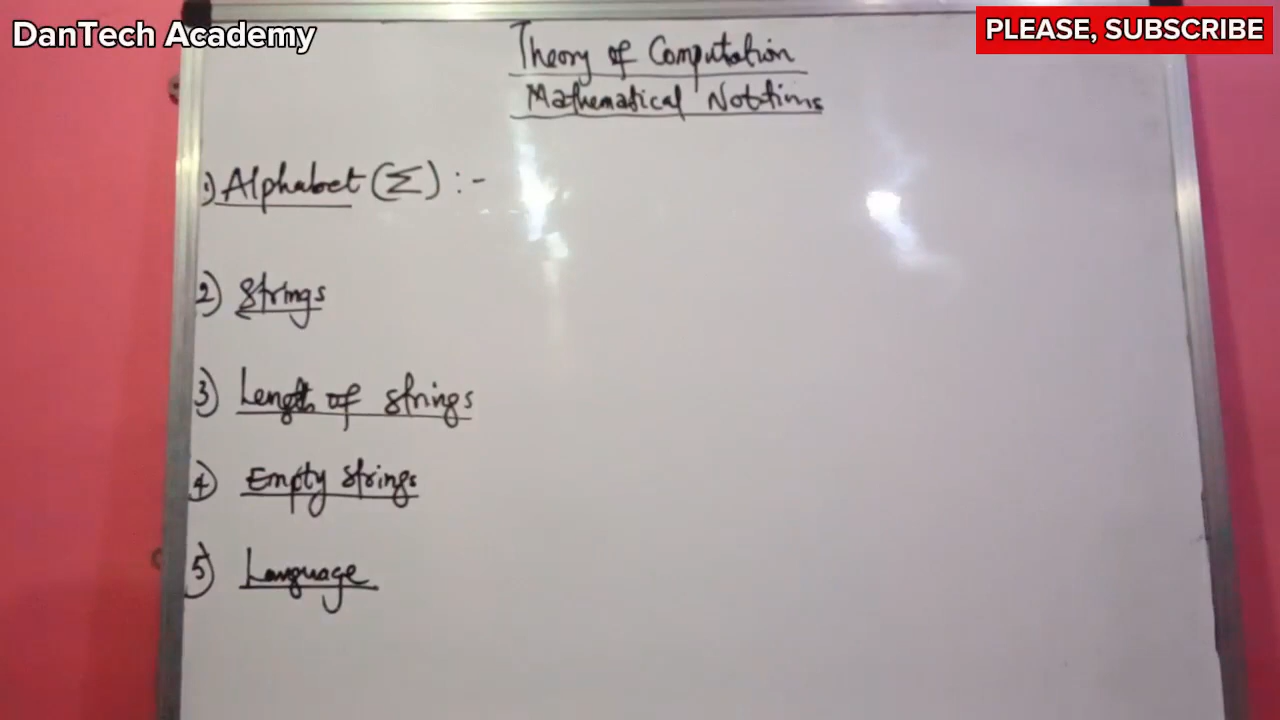 DanTech Academy
PLEASE, SUBSCRIBE
Theory of Computation
Mathematical Notations
1) Alphabet (Σ) :-
2) Strings
3) Length of strings
4) Empty strings
5) Language